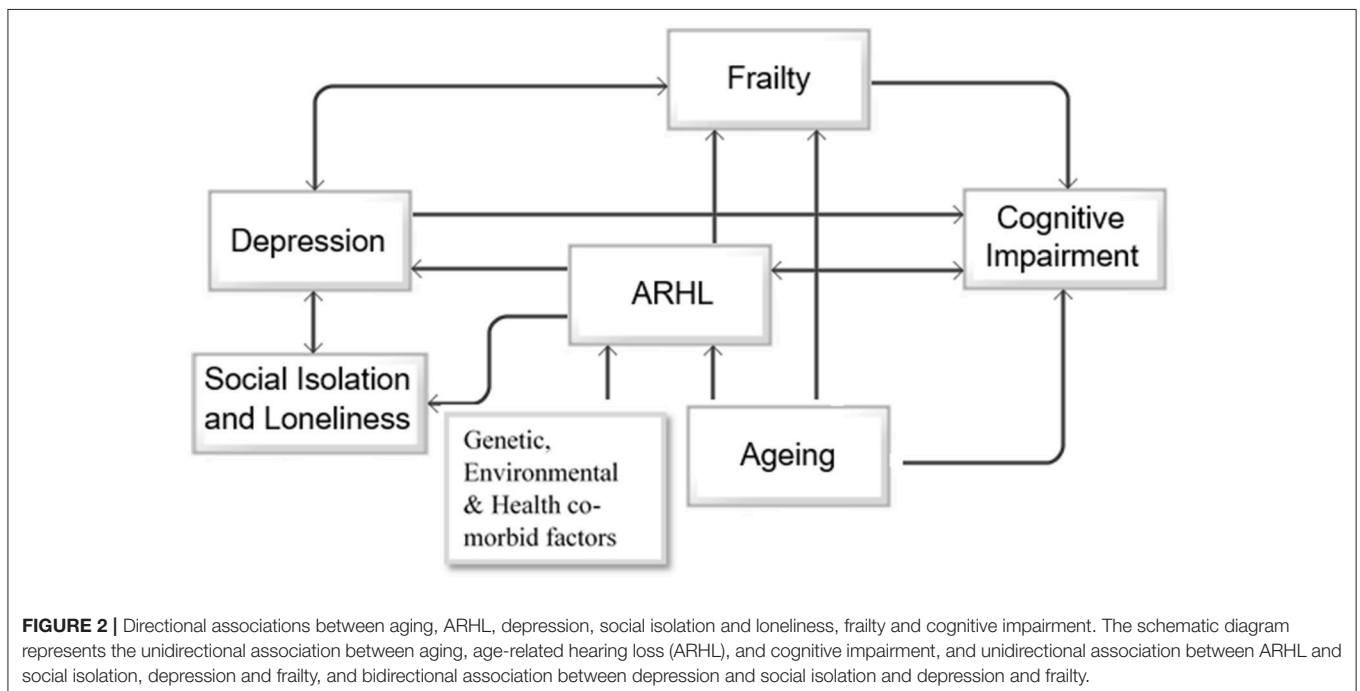 Frailty
Depression
Cognitive
Impairment
ARHL
Social Isolation
and Loneliness
Genetic,
Environmental
& Health co-
morbid factors
Ageing
FIGURE 2 | Directional associations between aging, ARHL, depression, social isolation and loneliness, frailty and cognitive impairment. The schematic diagram
represents the unidirectional association between aging, age-related hearing loss (ARHL), and cognitive impairment, and unidirectional association between ARHL and
social isolation, depression and frailty, and bidirectional association between depression and social isolation and depression and frailty.